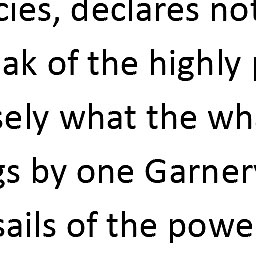 cies, declares not
ak of the highly
sely what the wh
gs by one Garner
sails of the powe